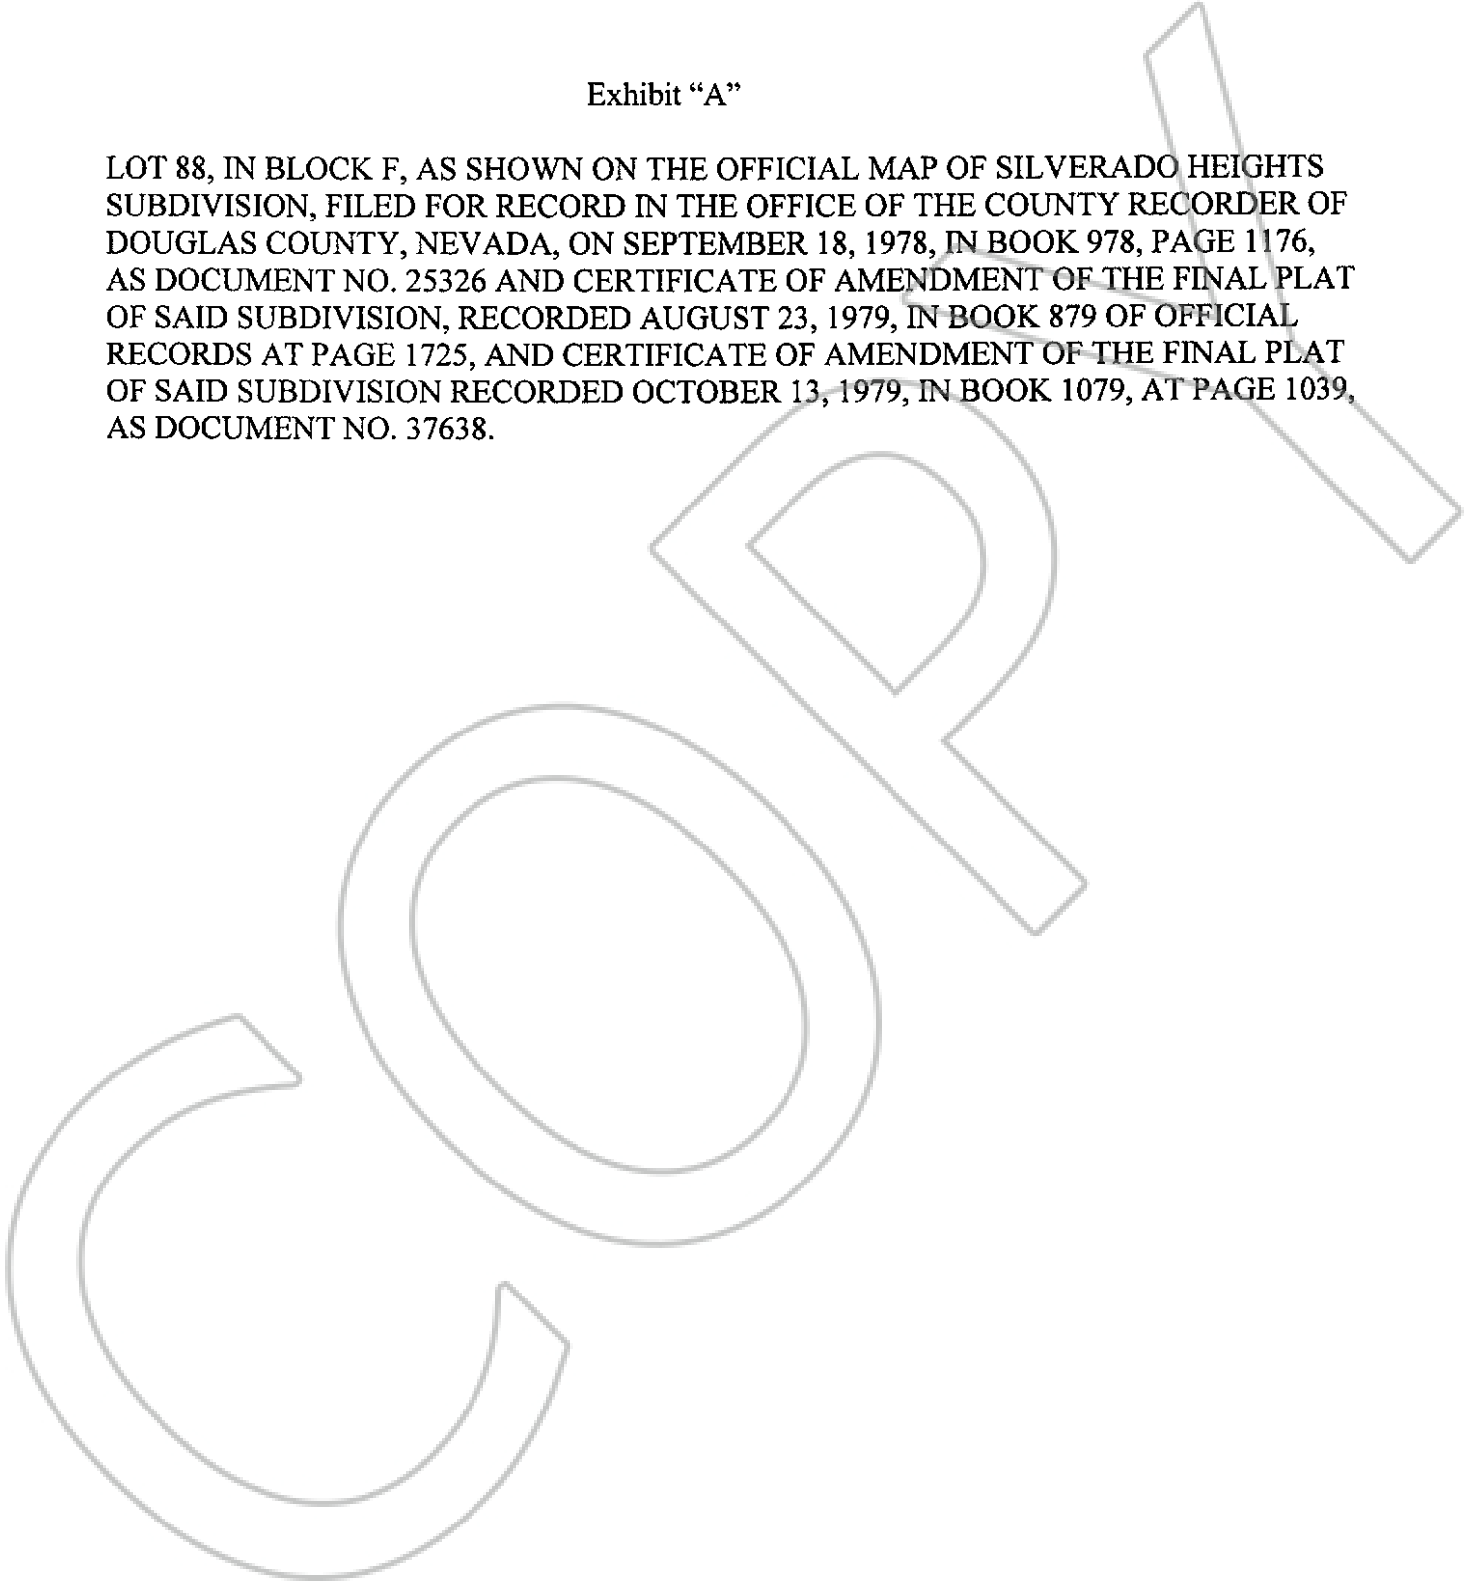 Exhibit “A”
LOT 88, IN BLOCK F, AS SHOWN ON THE OFFICIAL MAP OF SILVERADO HEIGHTS
SUBDIVISION, FILED FOR RECORD IN THE OFFICE OF THE COUNTY RECORDER OF
DOUGLAS COUNTY, NEVADA, ON SEPTEMBER 18, 1978, IN BOOK 978, PAGE 1176,
AS DOCUMENT NO. 25326 AND CERTIFICATE OF AMENDMENT OF THE FINAL PLAT
OF SAID SUBDIVISION, RECORDED AUGUST 23, 1979, IN BOOK 879 OF OFFICIAL
RECORDS AT PAGE 1725, AND CERTIFICATE OF AMENDMENT OF THE FINAL PLAT
OF SAID SUBDIVISION RECORDED OCTOBER 13, 1979, IN BOOK 1079, AT PAGE 1039,
AS DOCUMENT NO. 37638.
COPY